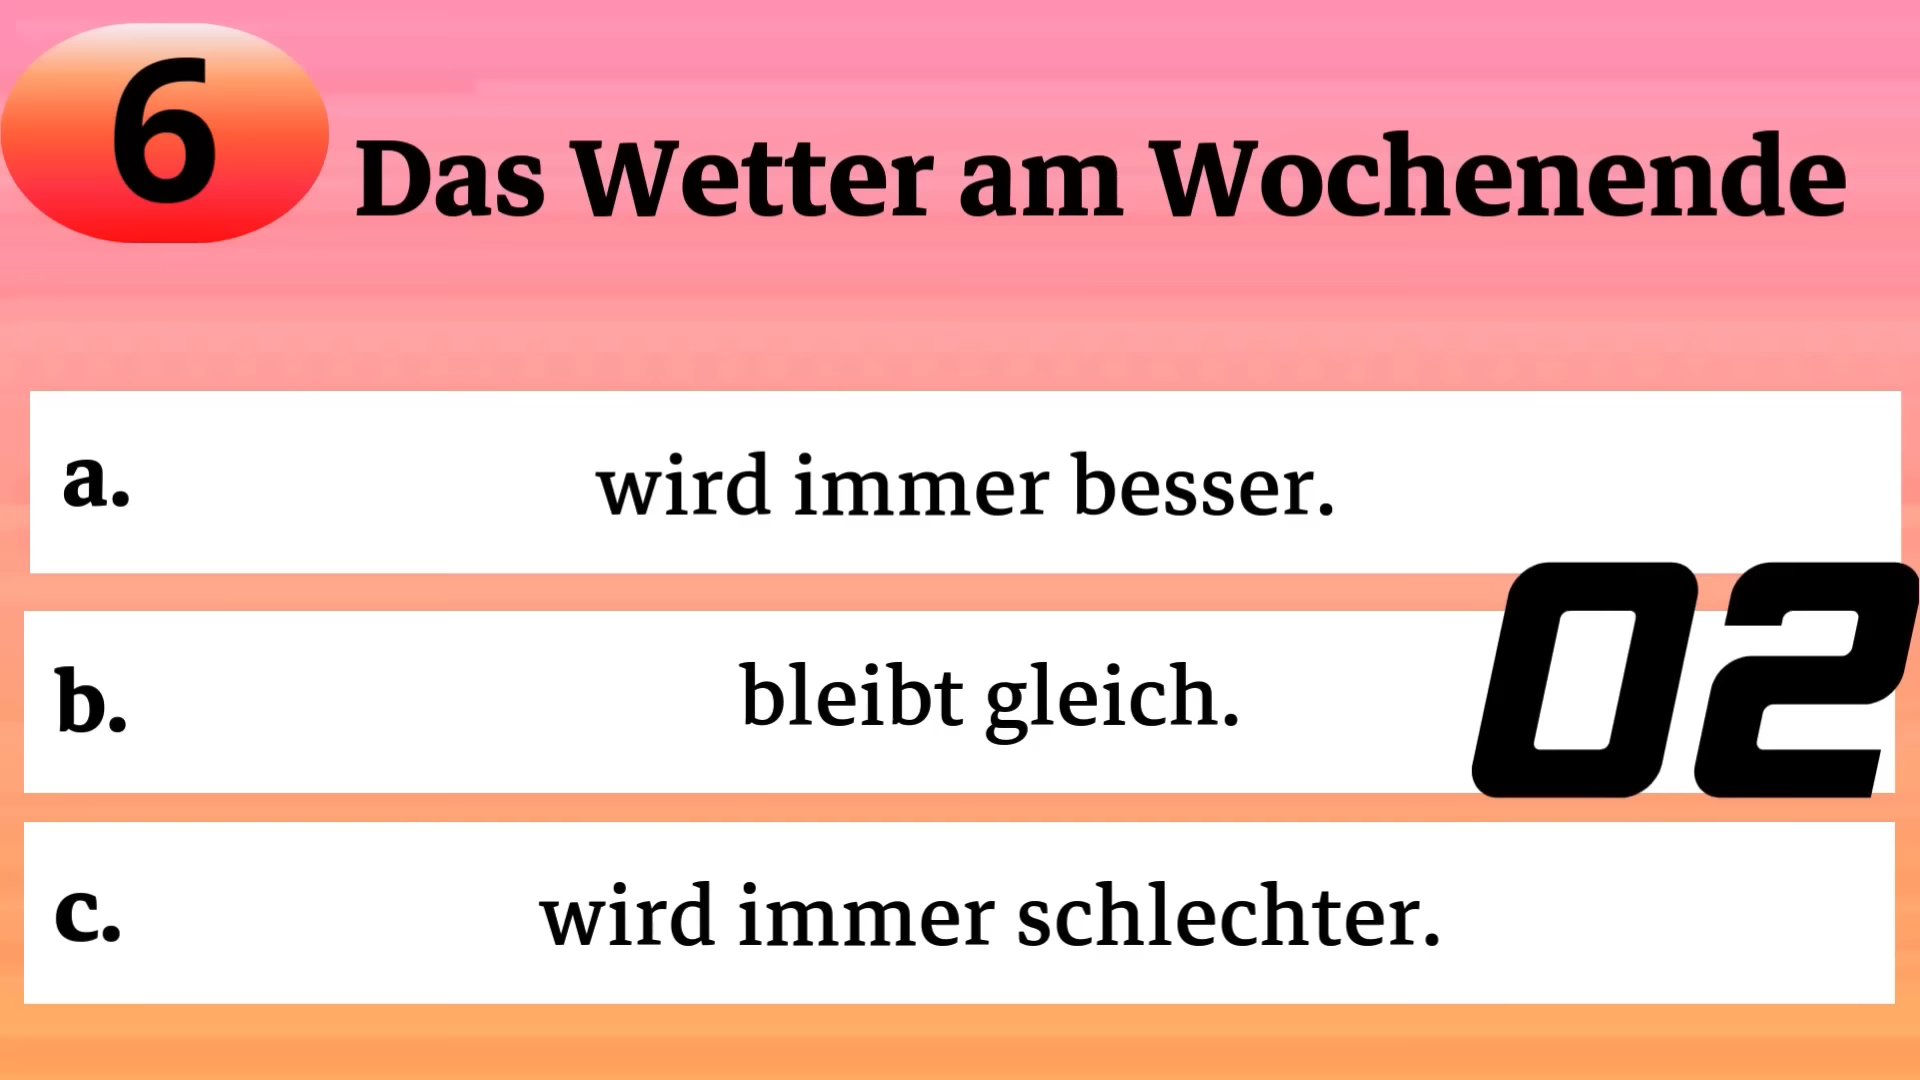 6
Das Wetter am Wochenende
a. wird immer besser.
b. bleibt gleich.
02
c. wird immer schlechter.